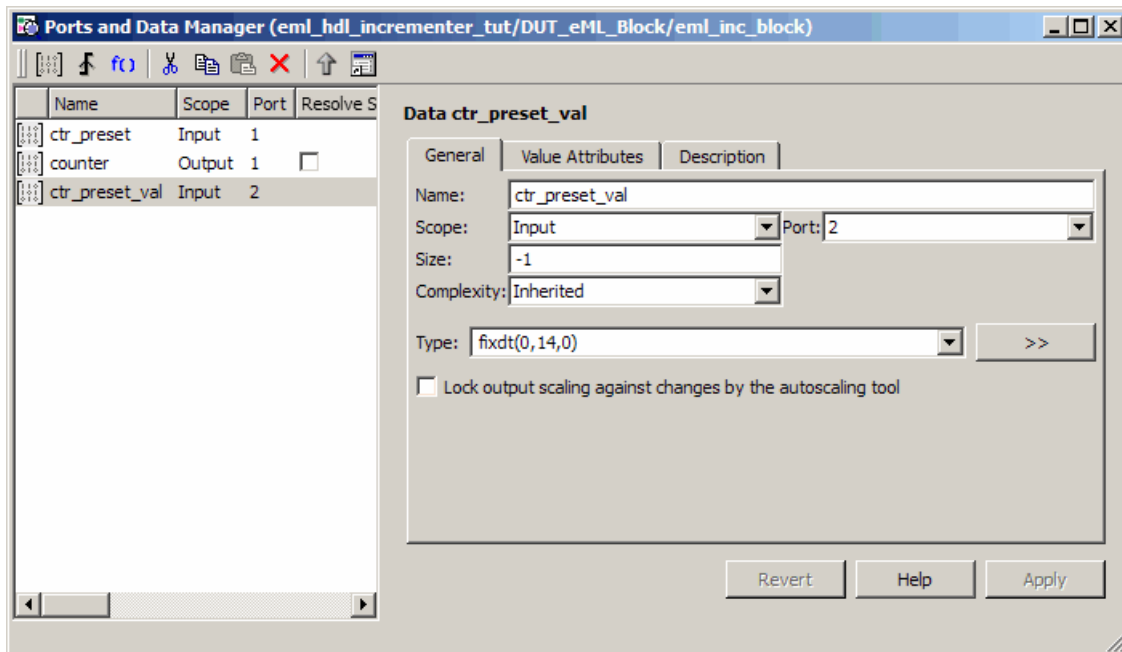 Ports and Data Manager (eml_hdl_incrementer_tut/DUT_eML_Block/eml_inc_block)
f()
Name Scope Port Resolve S
ctr_preset Input 1
counter Output 1
ctr_preset_val Input 2
Data ctr_preset_val
General Value Attributes Description
Name: ctr_preset_val
Scope: Input Port: 2
Size: -1
Complexity: Inherited
Type: fixdt(0,14,0) >>
Lock output scaling against changes by the autoscaling tool
Revert Help Apply